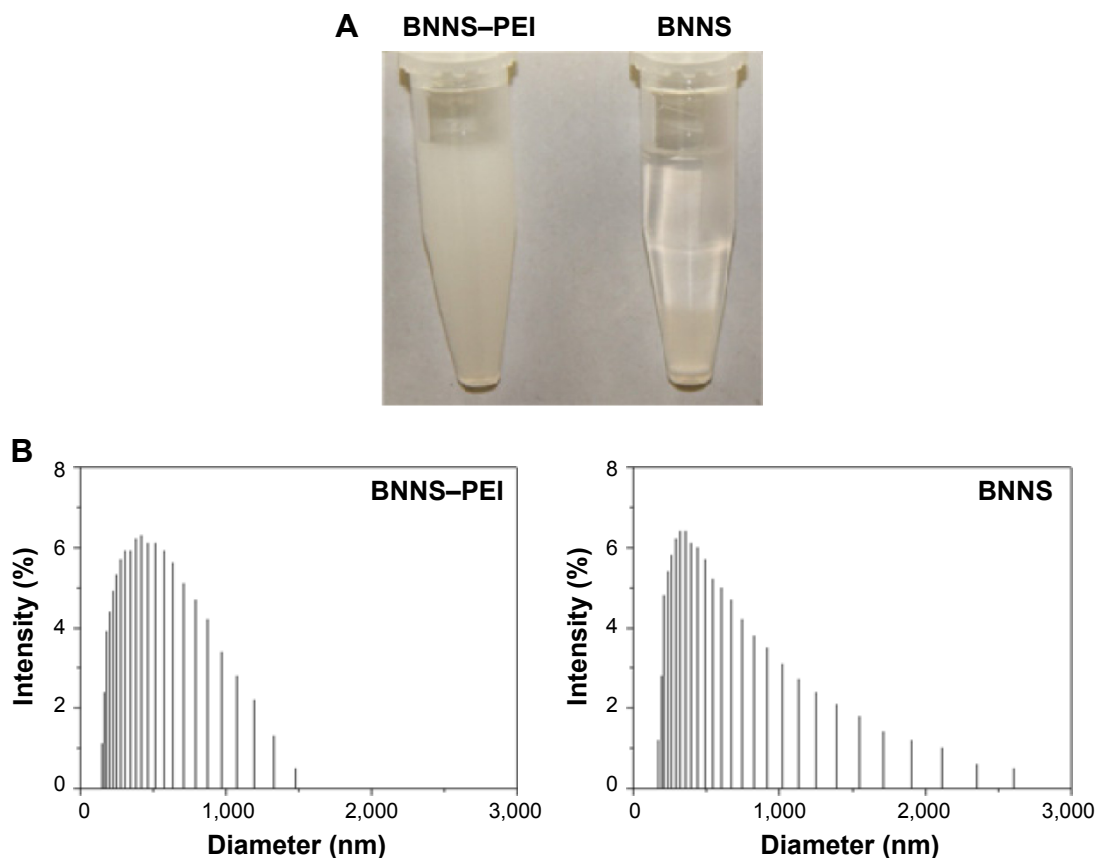 A BNNS–PEI BNNS
B
BNNS–PEI
8
6
4
2
0
Intensity (%)
0 1,000 2,000 3,000
Diameter (nm)
BNNS
8
6
4
2
0
Intensity (%)
0 1,000 2,000 3,000
Diameter (nm)